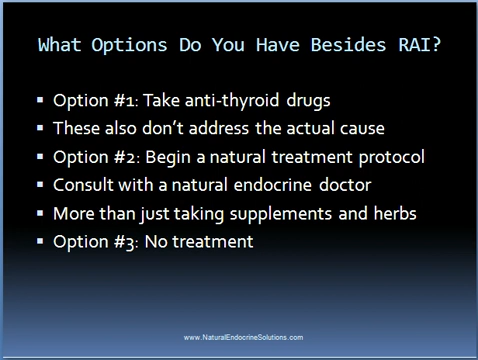 What Options Do You Have Besides RAI?
▪ Option #1: Take anti-thyroid drugs
▪ These also don't address the actual cause
▪ Option #2: Begin a natural treatment protocol
▪ Consult with a natural endocrine doctor
▪ More than just taking supplements and herbs
▪ Option #3: No treatment
www.NaturalEndocrineSolutions.com